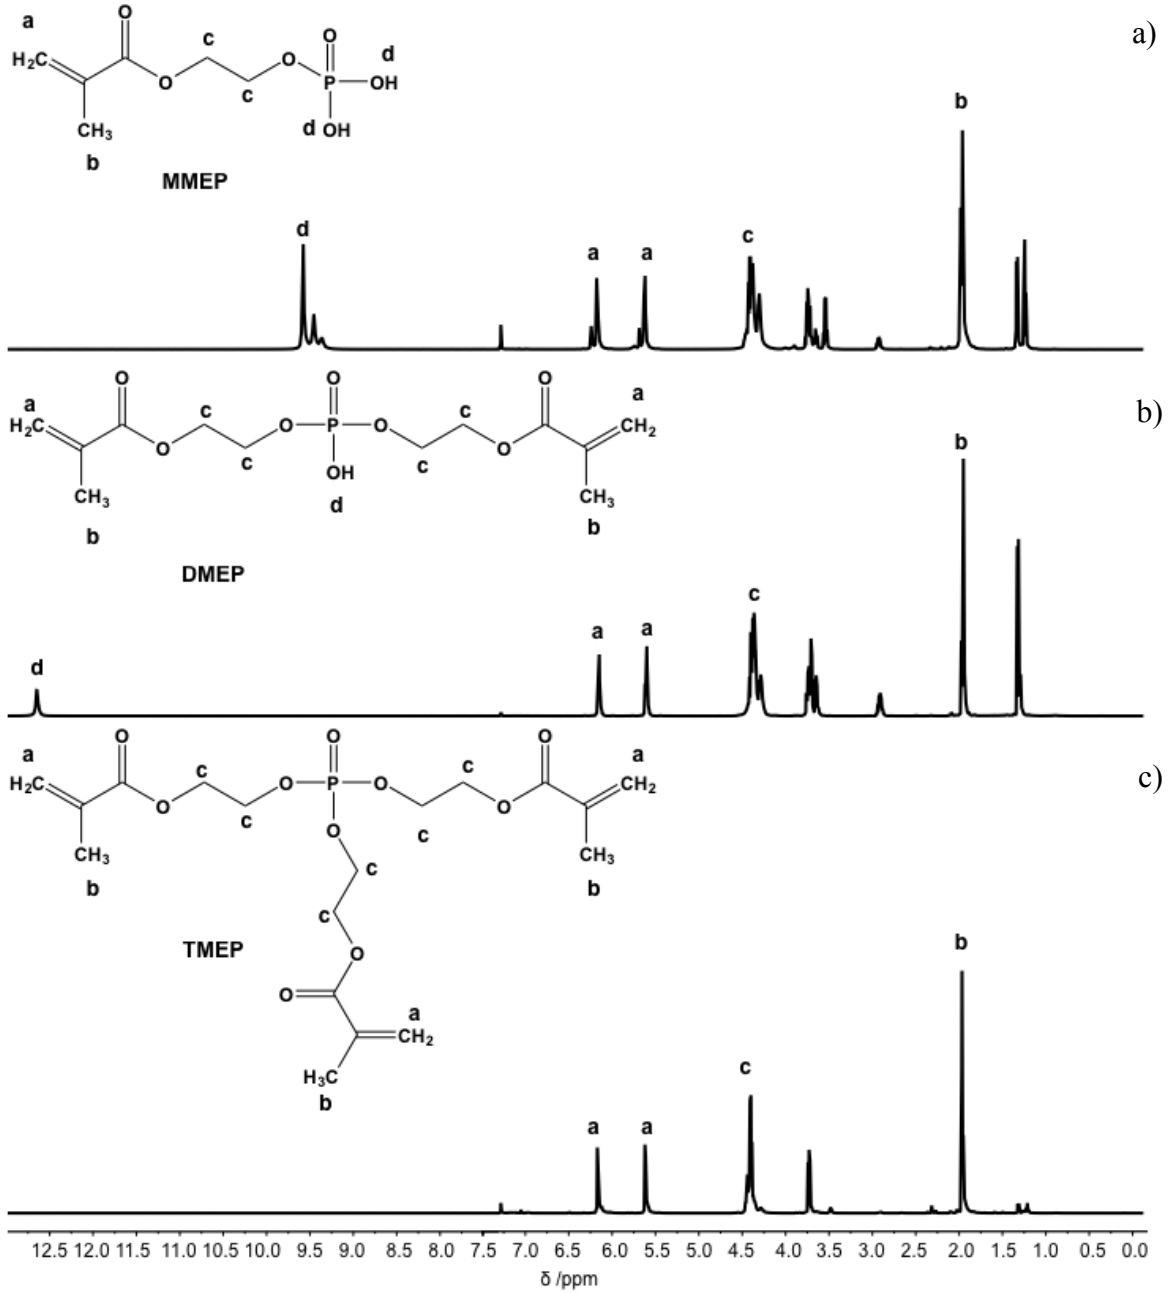 a
O
c
O
H₂C
O
P
OH
d
O
c
CH₃
d OH
b
MMEP
a)
b
d
a
a
c
a
O
O
O
a
H₂C
c
O
P
O
c
CH₂
O
c
OH
c
O
CH₃
d
CH₃
b
b
DMEP
b)
b
c
a
a
d
a
O
O
O
a
H₂C
c
O
P
O
c
CH₂
O
c
O
c
O
CH₃
c
CH₃
b
c
b
O
TMEP
O
a
CH₂
H₃C
b
c)
b
c
a
a
12.5 12.0 11.5 11.0 10.5 10.0 9.5 9.0 8.5 8.0 7.5 7.0 6.5 6.0 5.5 5.0 4.5 4.0 3.5 3.0 2.5 2.0 1.5 1.0 0.5 0.0
δ /ppm